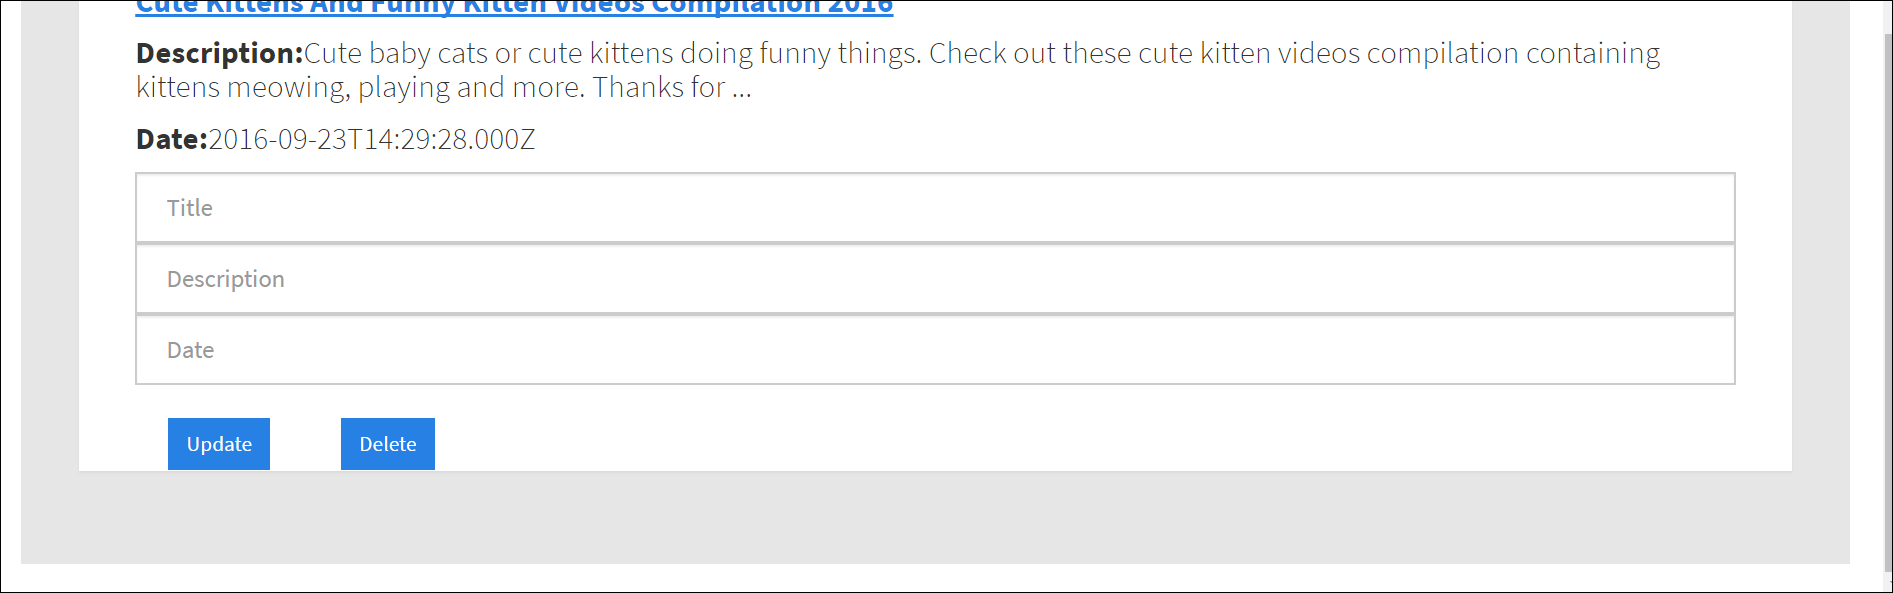 Cute Kittens And Funny Kitten Videos Compilation 2016
Description:Cute baby cats or cute kittens doing funny things. Check out these cute kitten videos compilation containing
kittens meowing, playing and more. Thanks for ...
Date:2016-09-23T14:29:28.000Z
Title
Description
Date
Update
Delete